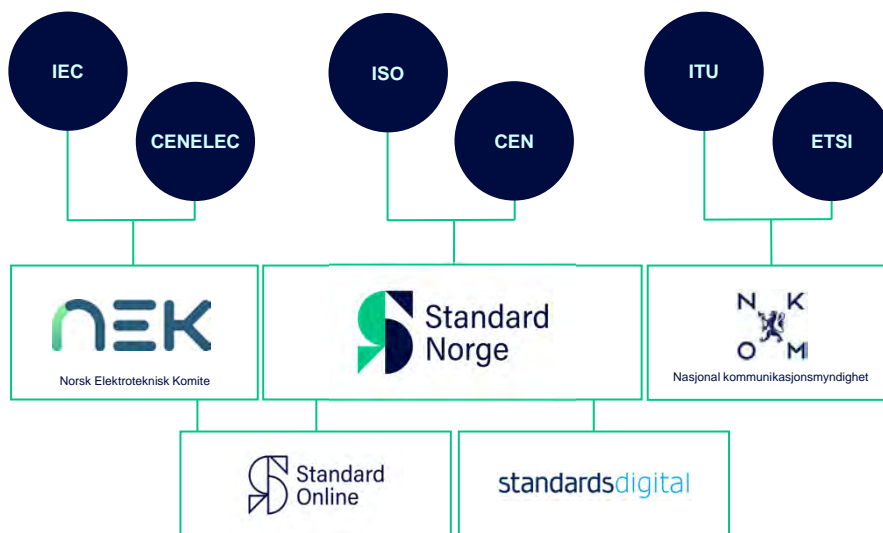 IEC
CENELEC
ISO
CEN
ITU
ETSI
NEK
Norsk Elektroteknisk Komite
Standard
Norge
N K
O M
Nasjonal kommunikasjonsmyndighet
Standard
Online
standardsdigital